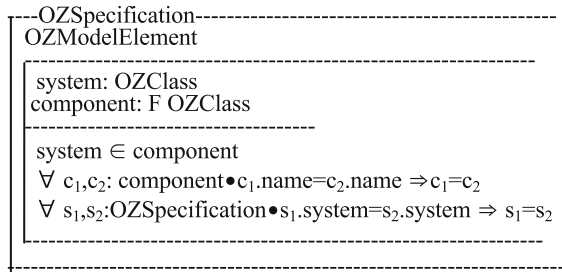 OZSpecification
OZModelElement
system: OZClass
component: F OZClass
system ∈ component
∀ c₁,c₂: component●c₁.name=c₂.name ⇒c₁=c₂
∀ s₁,s₂:OZSpecification●s₁.system=s₂.system ⇒ s₁=s₂